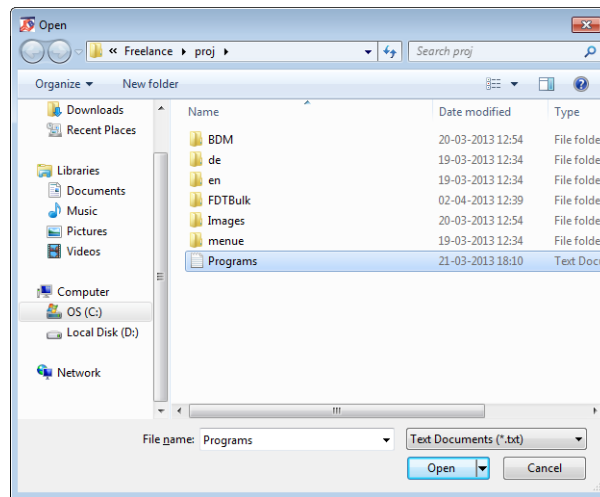 Open
« Freelance proj Search proj
Organize New folder
Downloads
Recent Places
Libraries
Documents
Music
Pictures
Videos
Computer
OS (C:)
Local Disk (D:)
Network
Name Date modified Type
BDM 20-03-2013 12:54 File folde
de 19-03-2013 12:34 File folde
en 19-03-2013 12:34 File folde
FDTBulk 02-04-2013 12:39 File folde
Images 20-03-2013 12:54 File folde
menue 19-03-2013 12:34 File folde
Programs 21-03-2013 18:10 Text Doc
File name: Programs Text Documents (*.txt)
Open Cancel